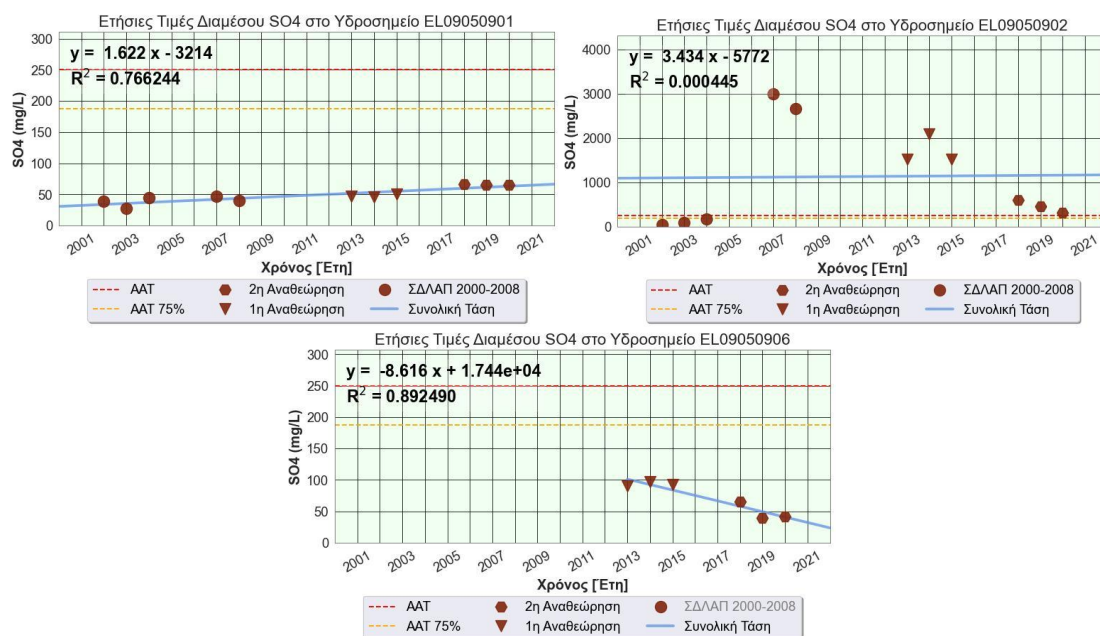 Ετήσιες Τιμές Διαμέσου SO4 στο Υδροσημείο EL09050901
y = 1.622 x - 3214
R² = 0.766244
SO4 (mg/L)
300
250
200
150
100
50
0
2001 2003 2005 2007 2009 2011 2013 2015 2017 2019 2021
Χρόνος [Έτη]
ΑΑΤ 2η Αναθεώρηση ΣΔΛΑΠ 2000-2008
ΑΑΤ 75% 1η Αναθεώρηση Συνολική Τάση
Ετήσιες Τιμές Διαμέσου SO4 στο Υδροσημείο EL09050902
y = 3.434 x - 5772
R² = 0.000445
SO4 (mg/L)
4000
3000
2000
1000
0
2001 2003 2005 2007 2009 2011 2013 2015 2017 2019 2021
Χρόνος [Έτη]
ΑΑΤ 2η Αναθεώρηση ΣΔΛΑΠ 2000-2008
ΑΑΤ 75% 1η Αναθεώρηση Συνολική Τάση
Ετήσιες Τιμές Διαμέσου SO4 στο Υδροσημείο EL09050906
y = -8.616 x + 1.744e+04
R² = 0.892490
SO4 (mg/L)
300
250
200
150
100
50
0
2001 2003 2005 2007 2009 2011 2013 2015 2017 2019 2021
Χρόνος [Έτη]
ΑΑΤ 2η Αναθεώρηση ΣΔΛΑΠ 2000-2008
ΑΑΤ 75% 1η Αναθεώρηση Συνολική Τάση